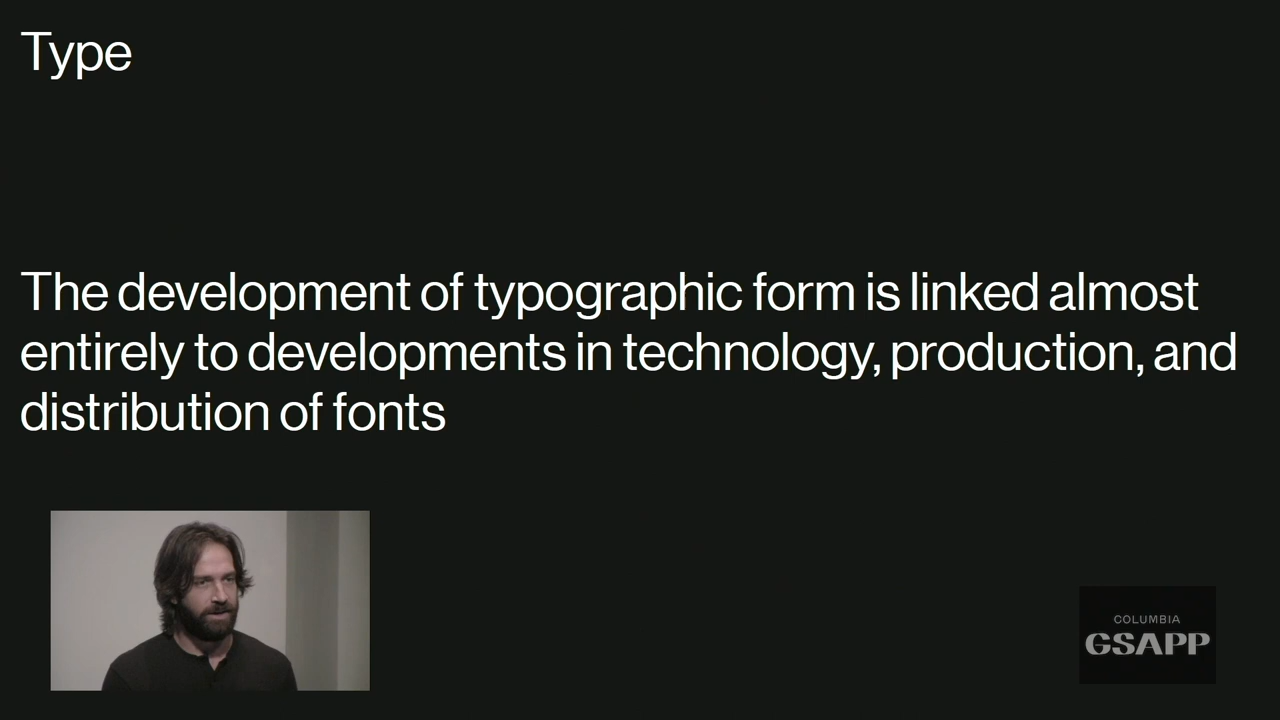 Type
The development of typographic form is linked almost
entirely to developments in technology, production, and
distribution of fonts
COLUMBIA
GSAPP